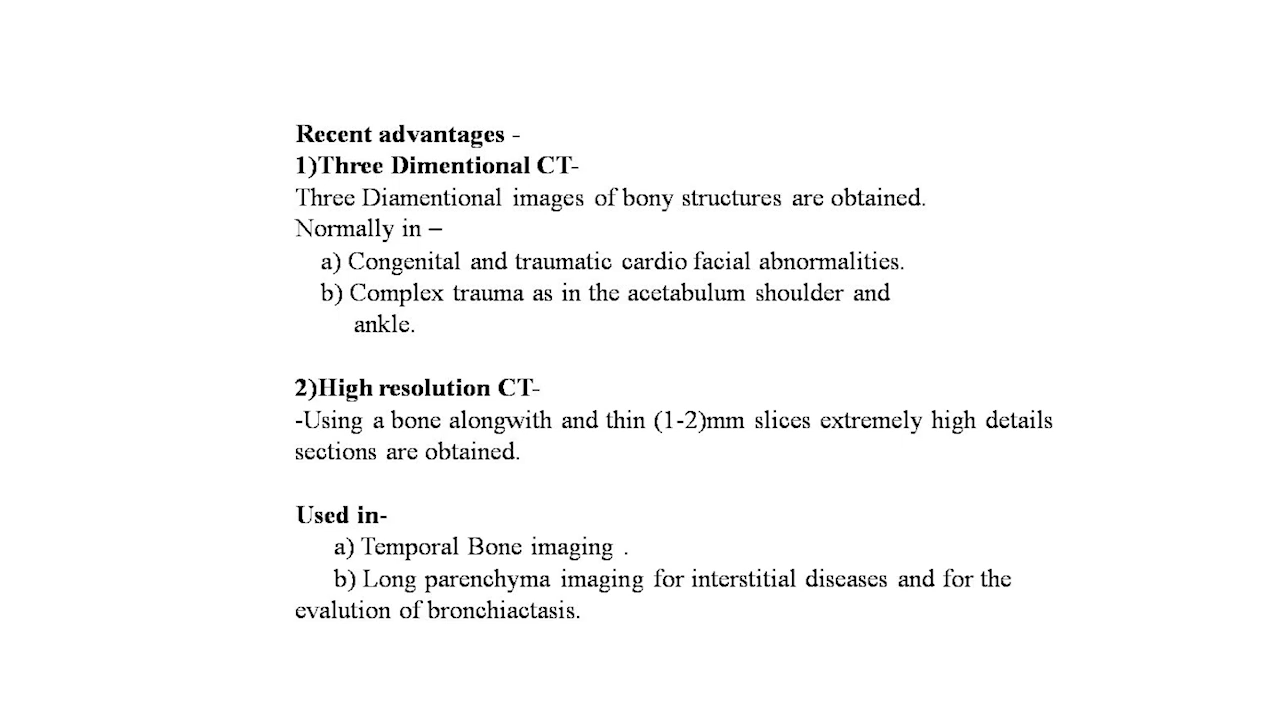 Recent advantages -
1)Three Dimentional CT-
Three Diamentional images of bony structures are obtained.
Normally in –
a) Congenital and traumatic cardio facial abnormalities.
b) Complex trauma as in the acetabulum shoulder and
ankle.
2)High resolution CT-
-Using a bone alongwith and thin (1-2)mm slices extremely high details
sections are obtained.
Used in-
a) Temporal Bone imaging .
b) Long parenchyma imaging for interstitial diseases and for the
evalution of bronchiactasis.